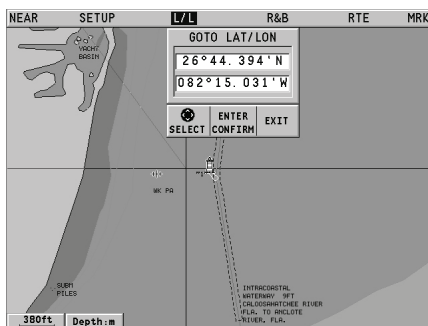 NEAR SETUP L/L R&B RTE MRK
GOTO LAT/LON
26°44.394'N
082°15.031'W
SELECT ENTER CONFIRM EXIT
YACHT
BASIN
WK PA
SUBM
PILES
INTRACOASTAL
WATERWAY 9FT
CALOOSAHATCHEE RIVER
FLA. TO ANCLOTE
RIVER, FLA.
380ft Depth:m